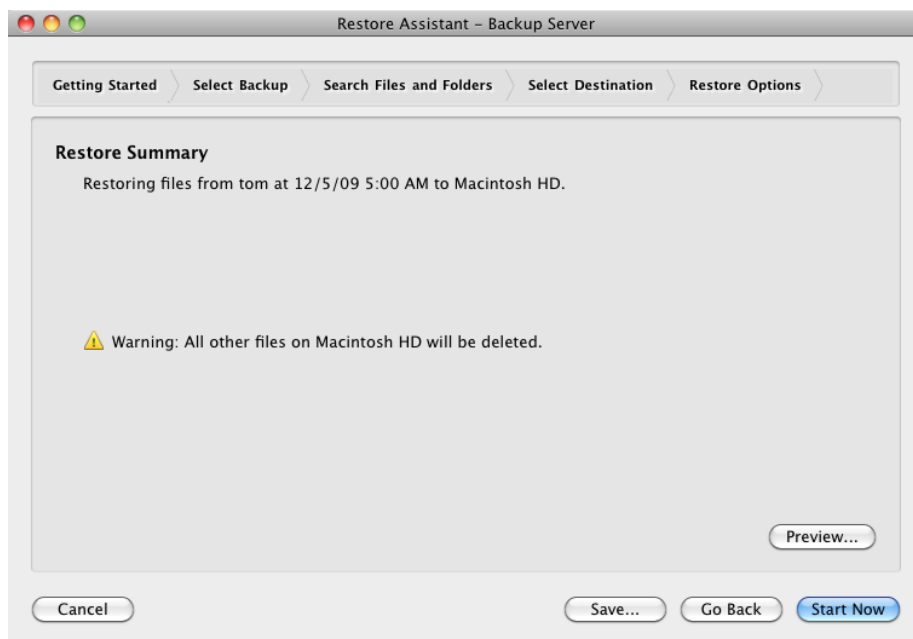 Restore Assistant – Backup Server
Getting Started Select Backup Search Files and Folders Select Destination Restore Options
Restore Summary
Restoring files from tom at 12/5/09 5:00 AM to Macintosh HD.
Warning: All other files on Macintosh HD will be deleted.
Preview...
Cancel Save... Go Back Start Now